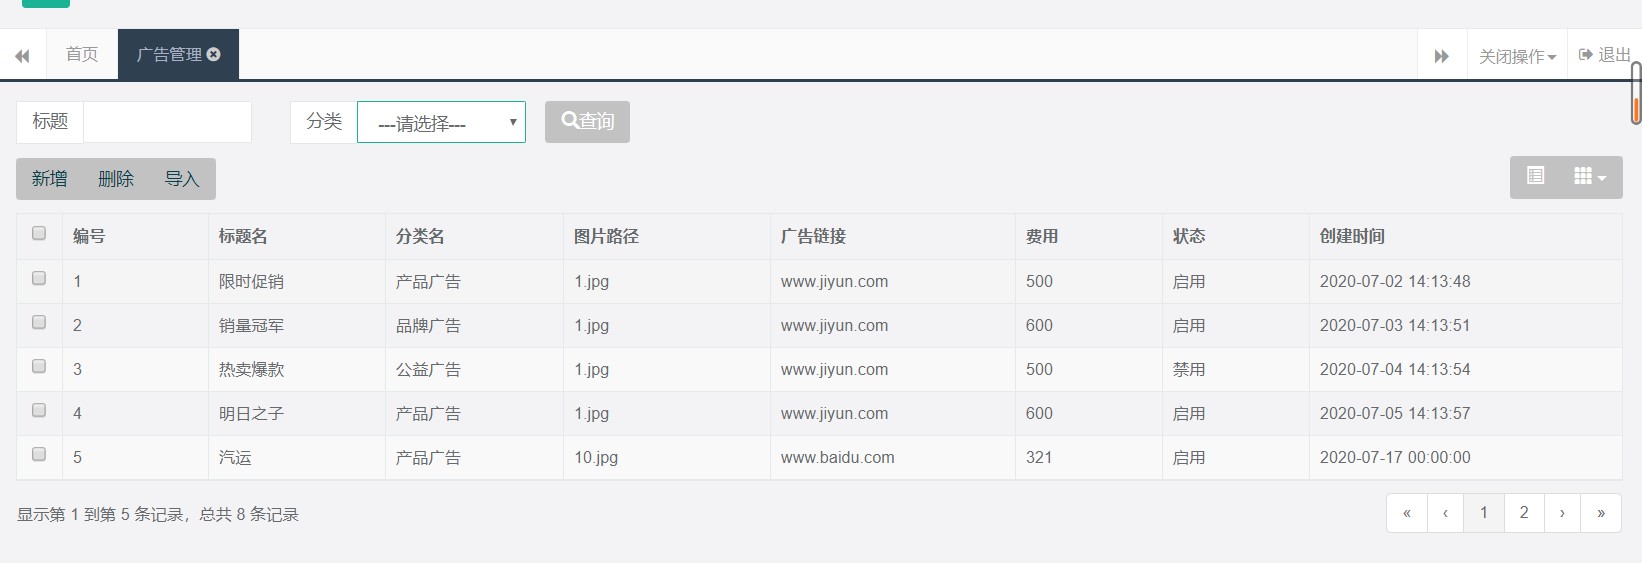 首页 广告管理 关闭操作 退出
标题 分类 ---请选择--- 查询
新增 删除 导入
编号 标题名 分类名 图片路径 广告链接 费用 状态 创建时间
1 限时促销 产品广告 1.jpg www.jiyun.com 500 启用 2020-07-02 14:13:48
2 销量冠军 品牌广告 1.jpg www.jiyun.com 600 启用 2020-07-03 14:13:51
3 热卖爆款 公益广告 1.jpg www.jiyun.com 500 禁用 2020-07-04 14:13:54
4 明日之子 产品广告 1.jpg www.jiyun.com 600 启用 2020-07-05 14:13:57
5 汽运 产品广告 10.jpg www.baidu.com 321 启用 2020-07-17 00:00:00
显示第 1 到第 5 条记录，总共 8 条记录 « ‹ 1 2 › »